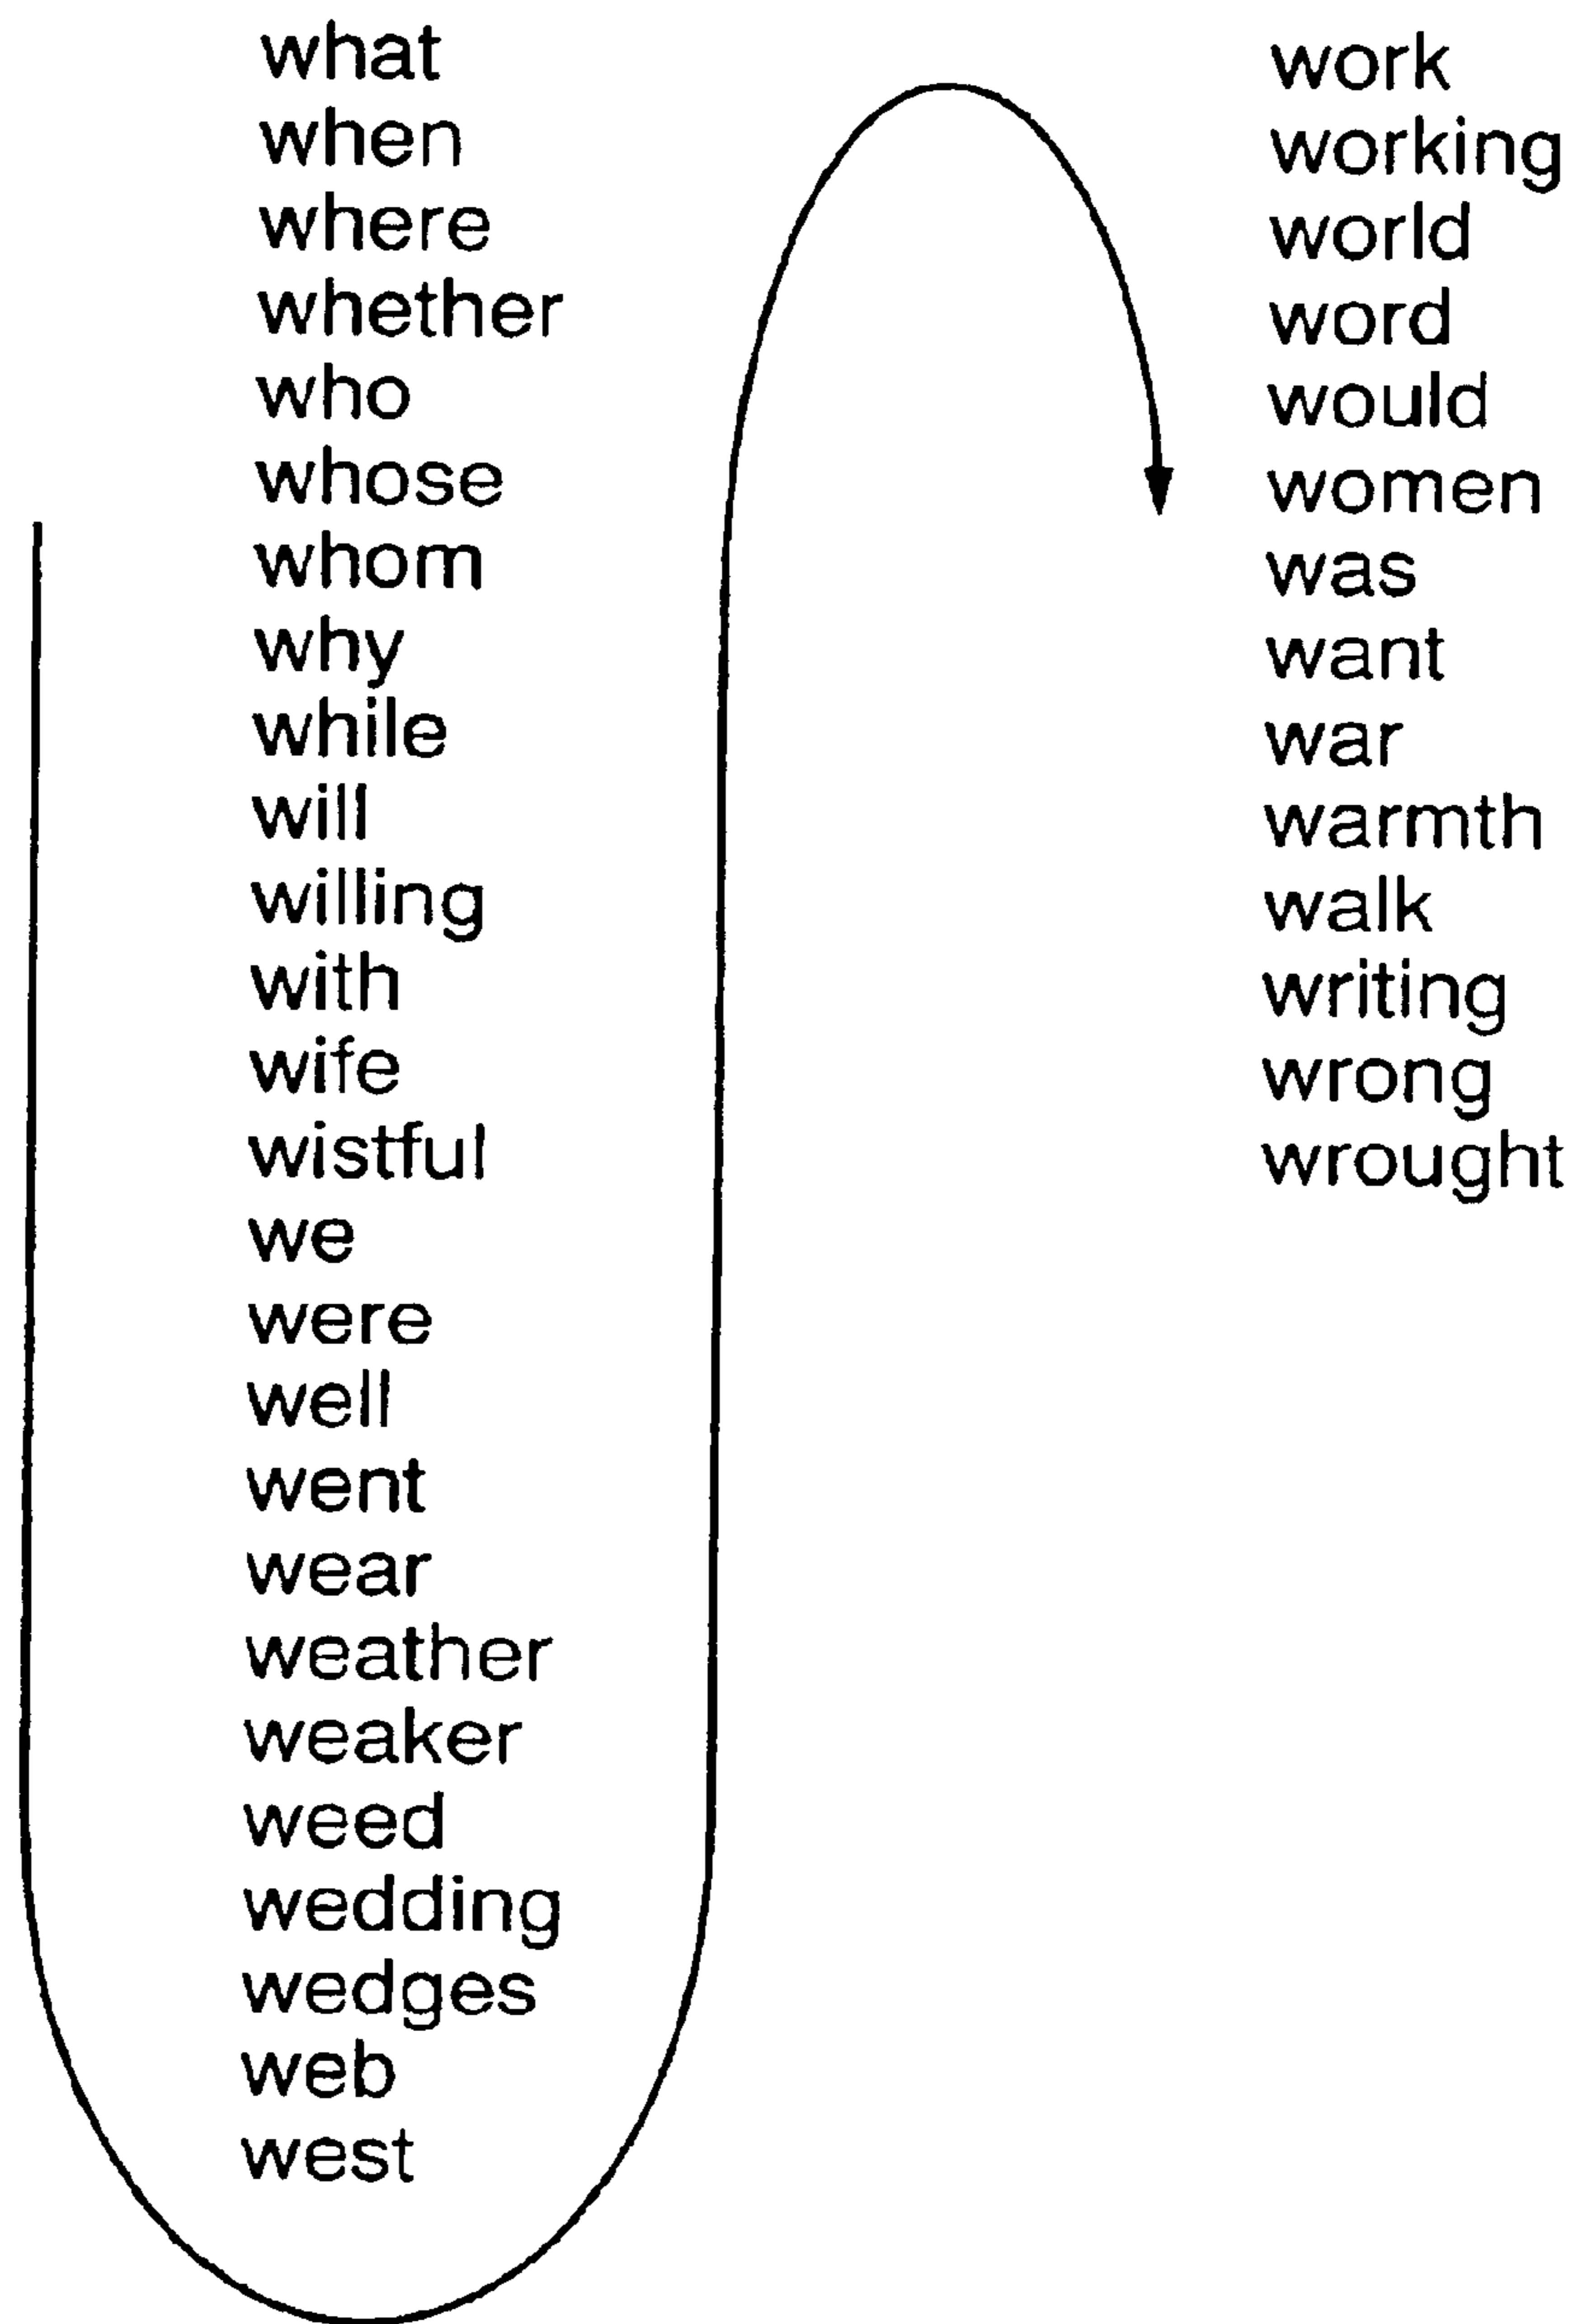 what
when
where
whether
who
whose
whom
why
while
will
willing
with
wife
wistful
we
were
well
went
wear
weather
weaker
weed
wedding
wedges
web
west
work
working
world
word
would
women
was
want
war
warmth
walk
writing
wrong
wrought